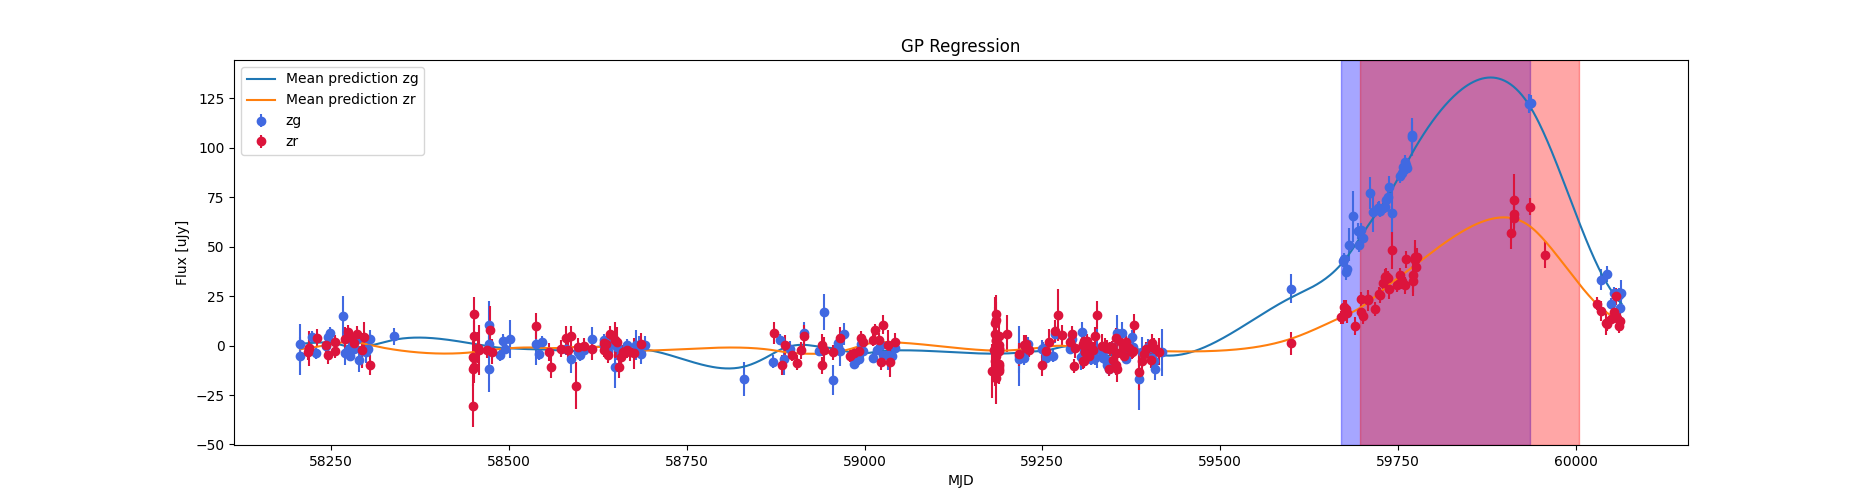 GP Regression
Mean prediction zg
Mean prediction zr
zg
zr
Flux [uJy]
125
100
75
50
25
0
−25
−50
58250 58500 58750 59000 59250 59500 59750 60000
MJD